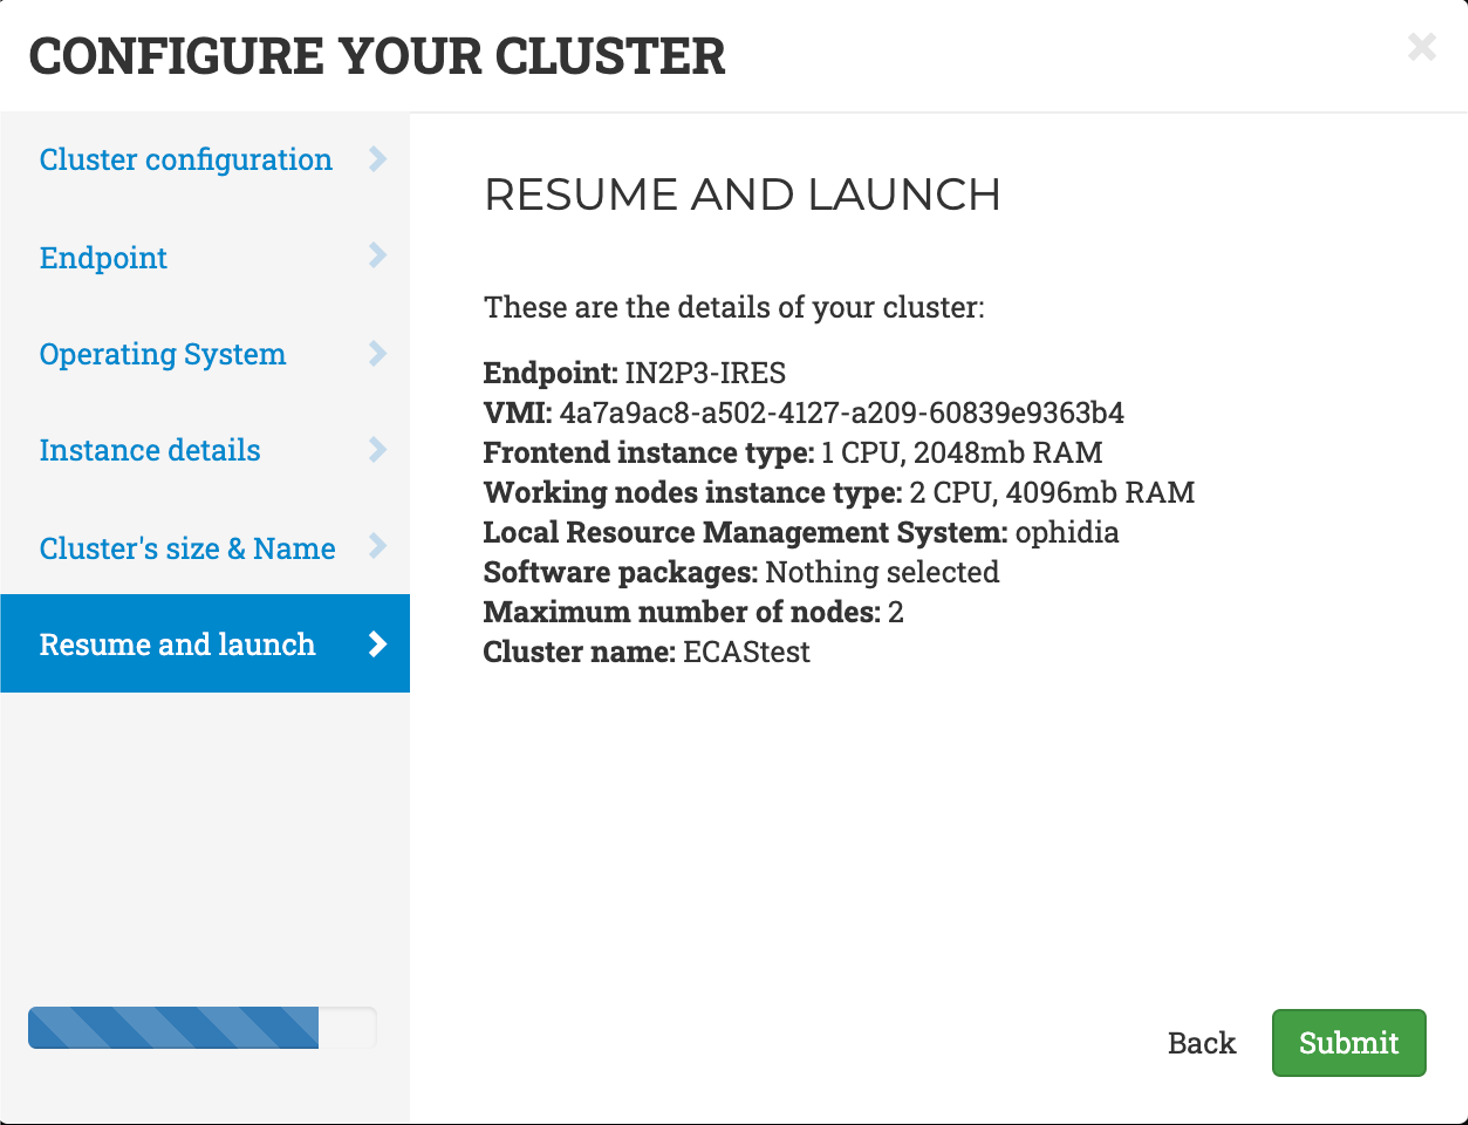 CONFIGURE YOUR CLUSTER
Cluster configuration
Endpoint
Operating System
Instance details
Cluster's size & Name
Resume and launch
RESUME AND LAUNCH
These are the details of your cluster:
Endpoint: IN2P3-IRES
VMI: 4a7a9ac8-a502-4127-a209-60839e9363b4
Frontend instance type: 1 CPU, 2048mb RAM
Working nodes instance type: 2 CPU, 4096mb RAM
Local Resource Management System: ophidia
Software packages: Nothing selected
Maximum number of nodes: 2
Cluster name: ECAStest
Back
Submit